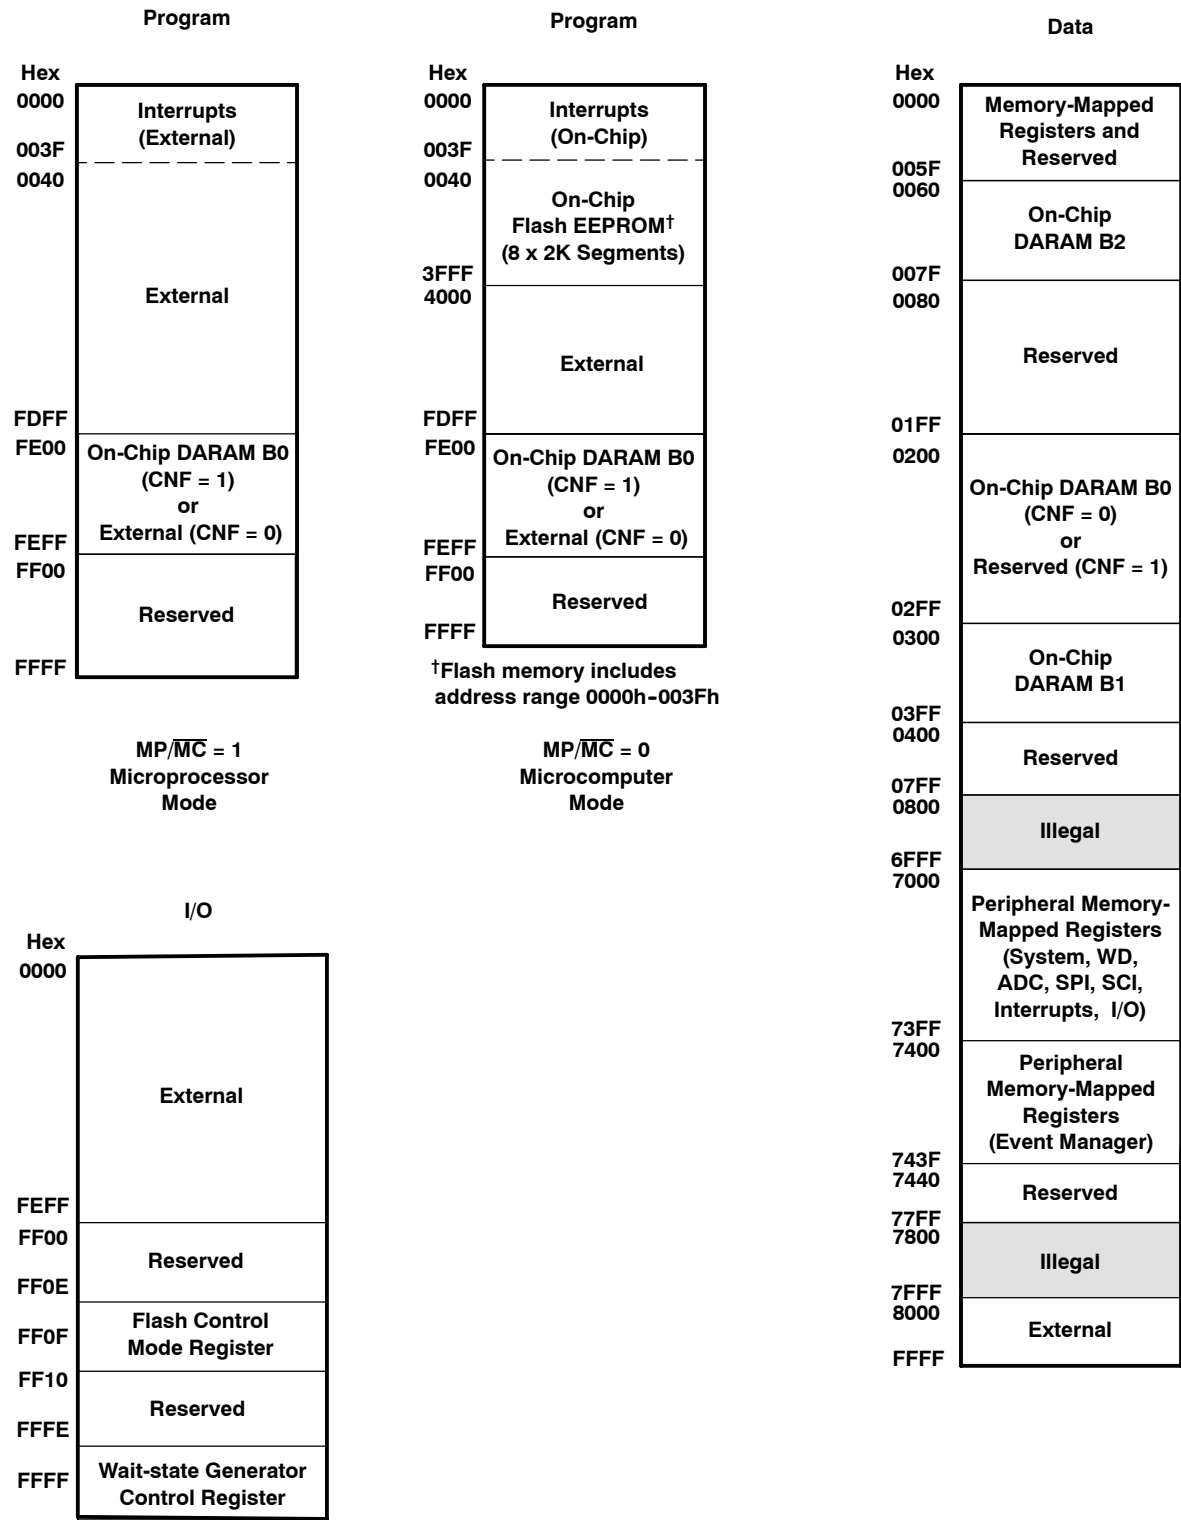 Program
Hex
0000
Interrupts
(External)
003F
0040
External
FDFF
FE00
On-Chip DARAM B0
(CNF = 1)
or
External (CNF = 0)
FEFF
FF00
Reserved
FFFF
MP/MC = 1
Microprocessor
Mode
Program
Hex
0000
Interrupts
(On-Chip)
003F
0040
On-Chip
Flash EEPROM†
(8 x 2K Segments)
3FFF
4000
External
FDFF
FE00
On-Chip DARAM B0
(CNF = 1)
or
External (CNF = 0)
FEFF
FF00
Reserved
FFFF
†Flash memory includes
address range 0000h-003Fh
MP/MC = 0
Microcomputer
Mode
Data
Hex
0000
Memory-Mapped
Registers and
Reserved
005F
0060
On-Chip
DARAM B2
007F
0080
Reserved
01FF
0200
On-Chip DARAM B0
(CNF = 0)
or
Reserved (CNF = 1)
02FF
0300
On-Chip
DARAM B1
03FF
0400
Reserved
07FF
0800
Illegal
6FFF
7000
Peripheral Memory-
Mapped Registers
(System, WD,
ADC, SPI, SCI,
Interrupts, I/O)
73FF
7400
Peripheral
Memory-Mapped
Registers
(Event Manager)
743F
7440
Reserved
77FF
7800
Illegal
7FFF
8000
External
FFFF
I/O
Hex
0000
External
FEFF
FF00
Reserved
FF0E
Flash Control
Mode Register
FF0F
FF10
Reserved
FFFE
FFFF
Wait-state Generator
Control Register